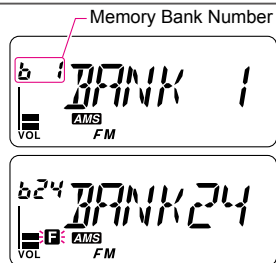 Memory Bank Number
b 1 BANK 1
AMS
VOL FM
b24 BANK24
F AMS
VOL FM